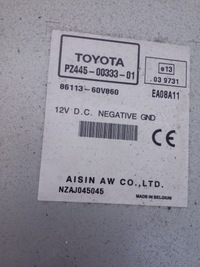 TOYOTA
PZ445-00333-01
e13
03 9731
86113-60V860
EA08A11
12V D.C. NEGATIVE GND
CE
AISIN AW CO.,LTD.
NZAJ045045
MADE IN BELGIUM